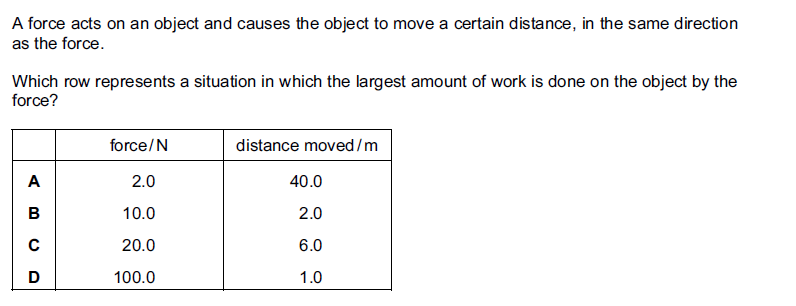 A force acts on an object and causes the object to move a certain distance, in the same direction
as the force.
Which row represents a situation in which the largest amount of work is done on the object by the
force?
force/N distance moved/m
A 2.0 40.0
B 10.0 2.0
C 20.0 6.0
D 100.0 1.0